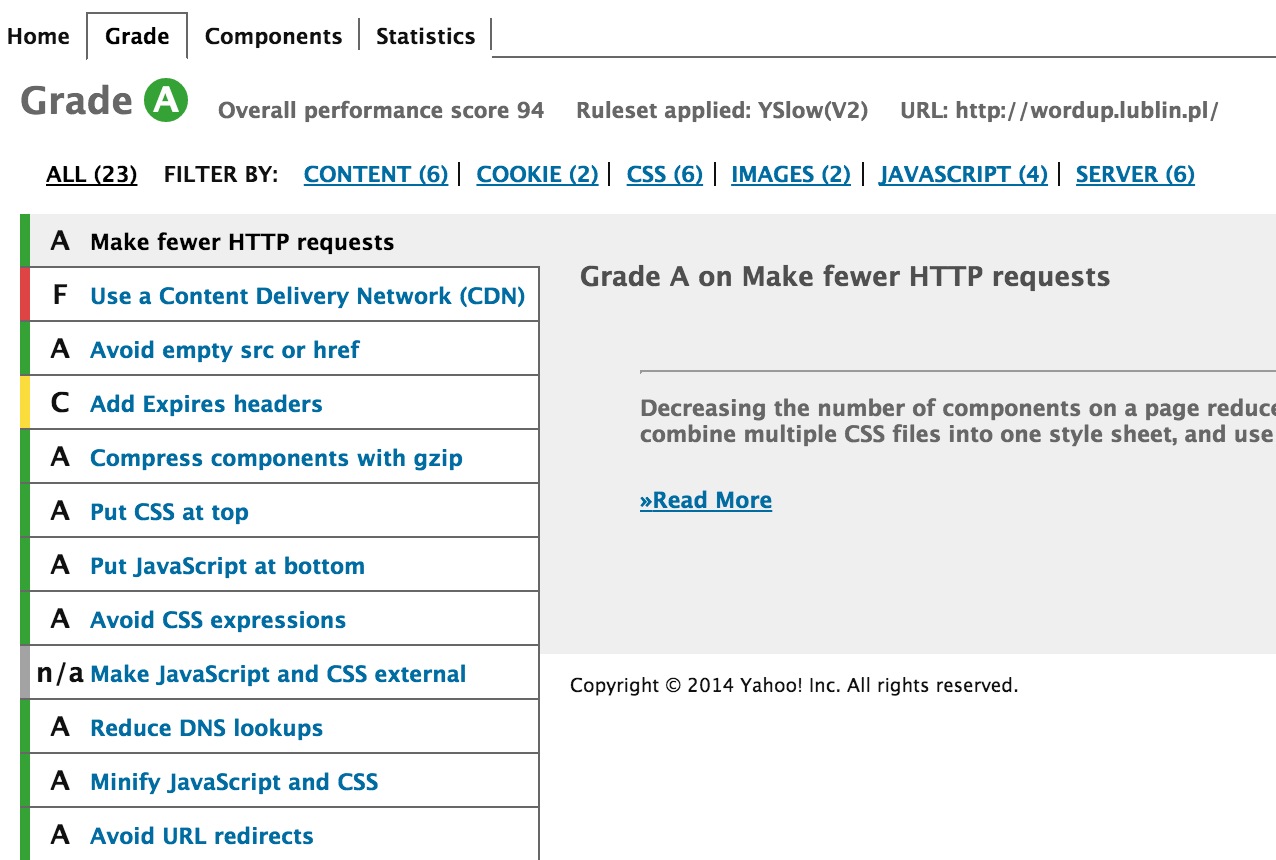 Home Grade Components Statistics
Grade A Overall performance score 94 Ruleset applied: YSlow(V2) URL: http://wordup.lublin.pl/
ALL (23) FILTER BY: CONTENT (6) | COOKIE (2) | CSS (6) | IMAGES (2) | JAVASCRIPT (4) | SERVER (6)
A Make fewer HTTP requests
F Use a Content Delivery Network (CDN)
A Avoid empty src or href
C Add Expires headers
A Compress components with gzip
A Put CSS at top
A Put JavaScript at bottom
A Avoid CSS expressions
n/a Make JavaScript and CSS external
A Reduce DNS lookups
A Minify JavaScript and CSS
A Avoid URL redirects
Grade A on Make fewer HTTP requests
Decreasing the number of components on a page reduce
combine multiple CSS files into one style sheet, and use
»Read More
Copyright © 2014 Yahoo! Inc. All rights reserved.